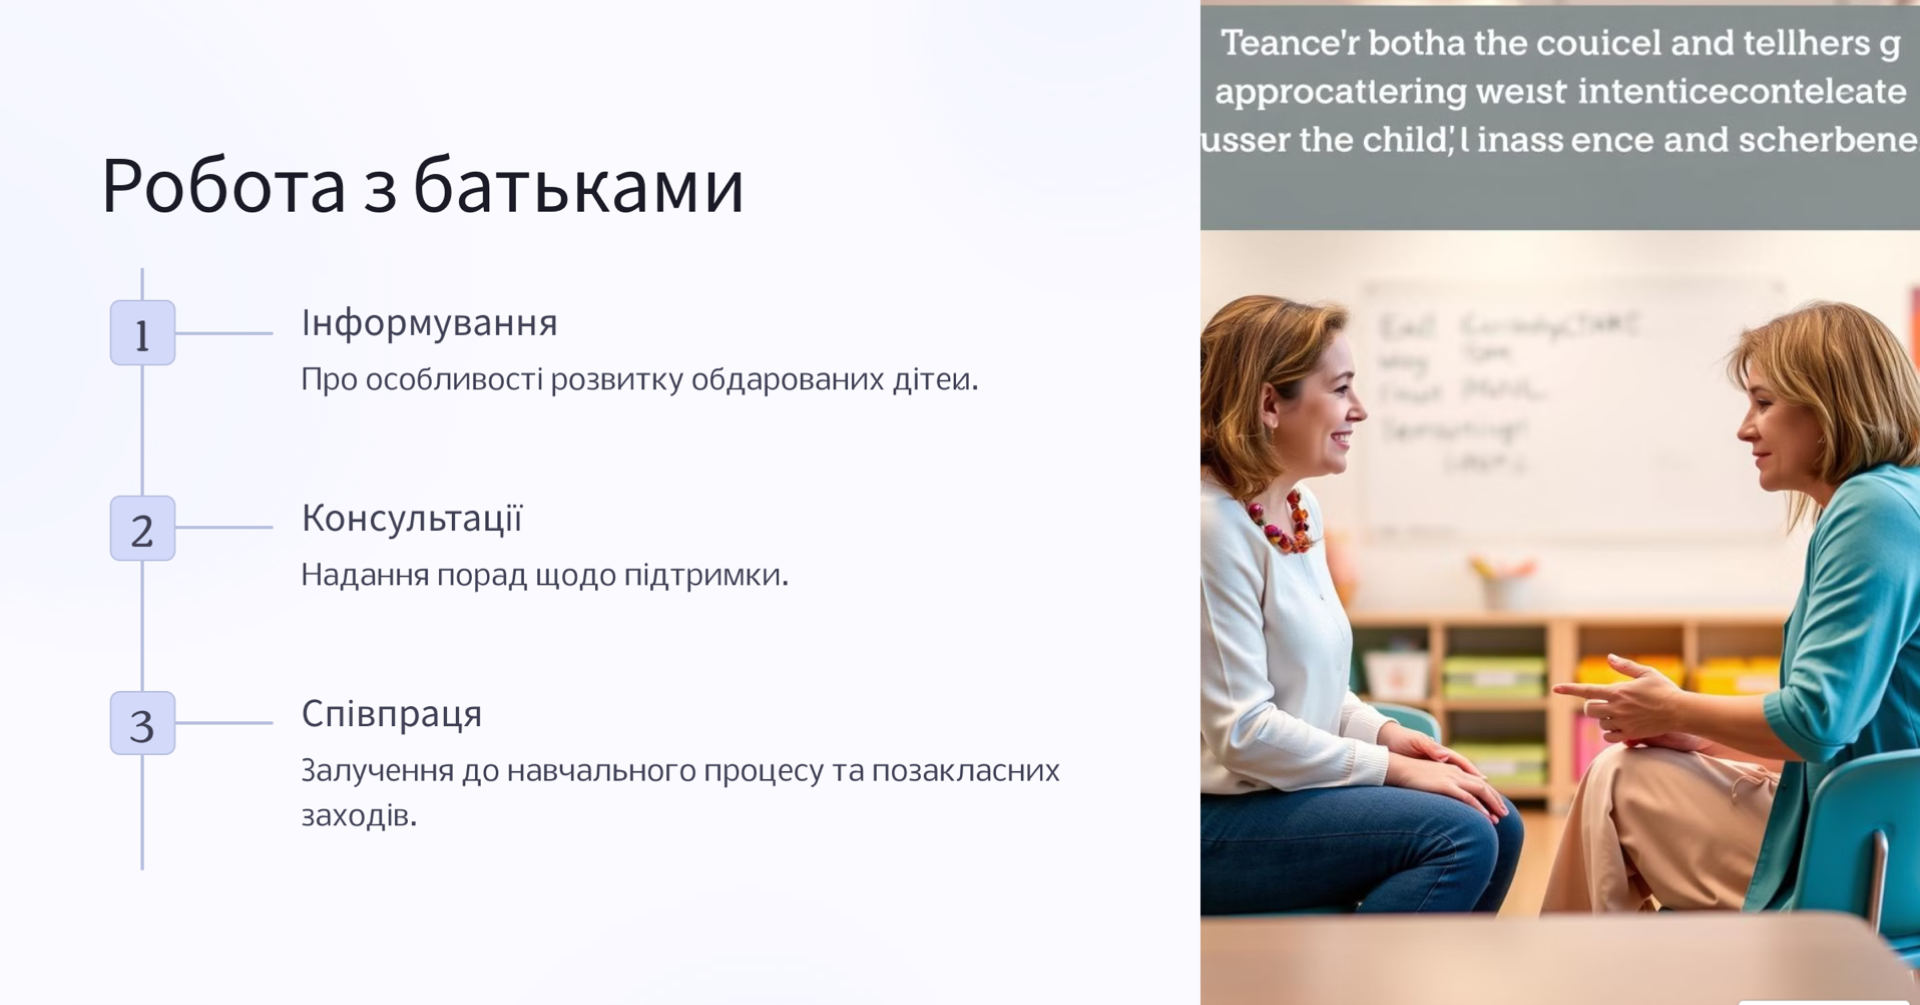 Робота з батьками
1
Інформування
Про особливості розвитку обдарованих дітей.
2
Консультації
Надання порад щодо підтримки.
3
Співпраця
Залучення до навчального процесу та позакласних
заходів.
Teance'r botha the couicel and tellhers g
approcattering weist intenticecontelcate
usser the child,' l inass ence and scherbene.